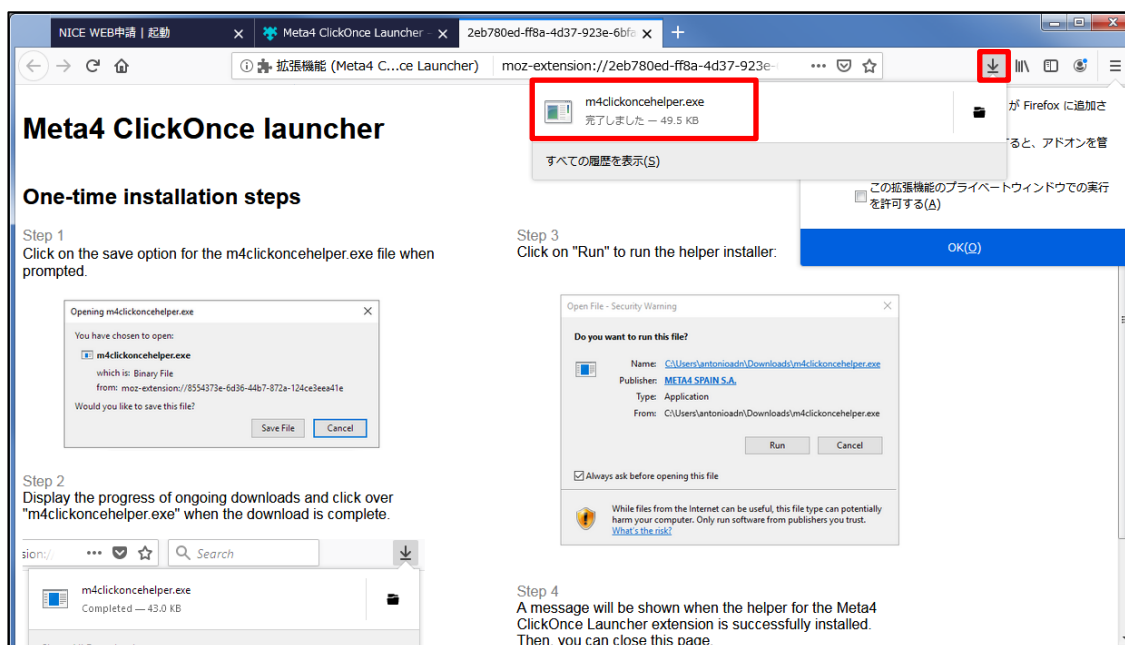 NICE WEB申請 | 起動
Meta4 ClickOnce Launcher -
2eb780ed-ff8a-4d37-923e-6bfa
拡張機能 (Meta4 C...ce Launcher)
moz-extension://2eb780ed-ff8a-4d37-923e-
m4clickoncehelper.exe
完了しました — 49.5 KB
すべての履歴を表示(S)
が Firefox に追加さ
ると、アドオンを管
この拡張機能のプライベートウィンドウでの実行
を許可する(A)
OK(O)
Meta4 ClickOnce launcher
One-time installation steps
Step 1
Click on the save option for the m4clickoncehelper.exe file when
prompted.
Opening m4clickoncehelper.exe
You have chosen to open:
m4clickoncehelper.exe
which is: Binary File
from: moz-extension://8554373e-6d36-44b7-872a-124ce3eea41e
Would you like to save this file?
Save File
Cancel
Step 2
Display the progress of ongoing downloads and click over
"m4clickoncehelper.exe" when the download is complete.
sion:/
Search
m4clickoncehelper.exe
Completed — 43.0 KB
Step 3
Click on "Run" to run the helper installer:
Open File - Security Warning
Do you want to run this file?
Name: C:\Users\antonioadn\Downloads\m4clickoncehelper.exe
Publisher: META4 SPAIN S.A.
Type: Application
From: C:\Users\antonioadn\Downloads\m4clickoncehelper.exe
Run
Cancel
Always ask before opening this file
While files from the Internet can be useful, this file type can potentially
harm your computer. Only run software from publishers you trust.
What's the risk?
Step 4
A message will be shown when the helper for the Meta4
ClickOnce Launcher extension is successfully installed.
Then, you can close this page.